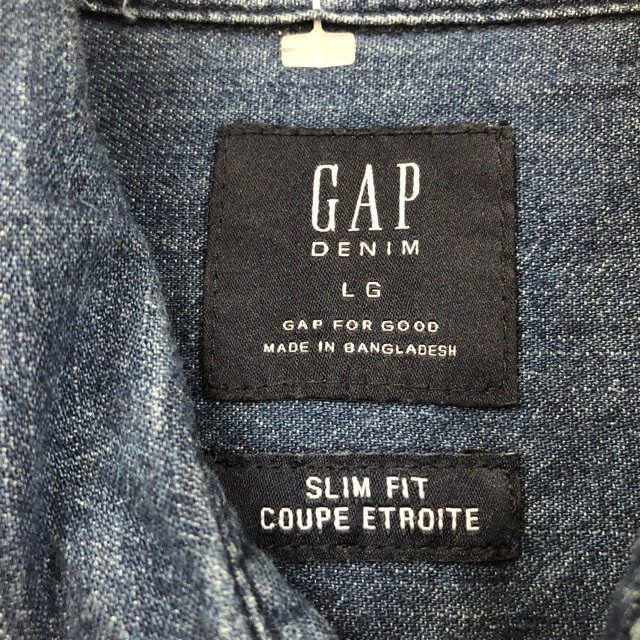 GAP
DENIM
LG
GAP FOR GOOD
MADE IN BANGLADESH
SLIM FIT
COUPE ETROITE